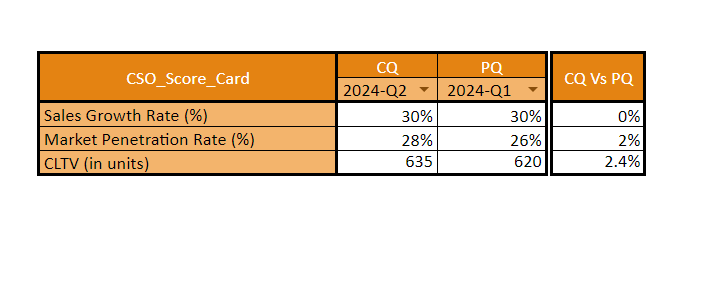 CSO_Score_Card CQ PQ CQ Vs PQ
2024-Q2 2024-Q1
Sales Growth Rate (%) 30% 30% 0%
Market Penetration Rate (%) 28% 26% 2%
CLTV (in units) 635 620 2.4%